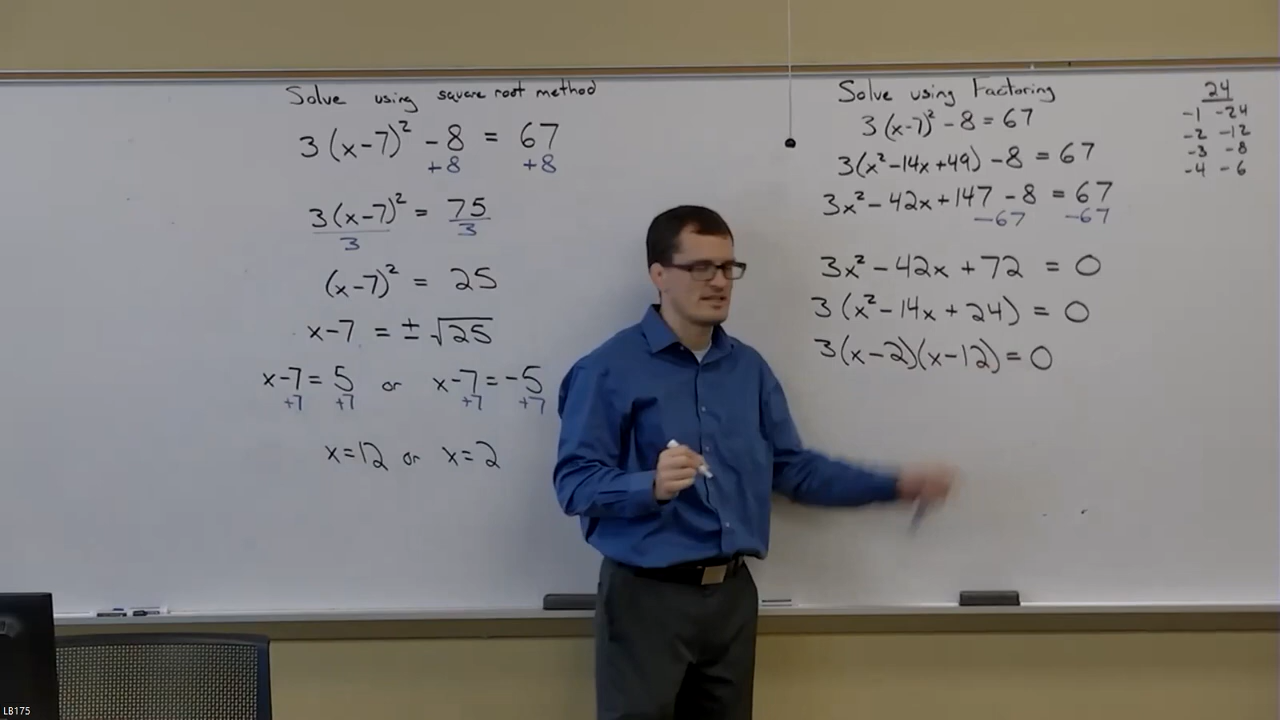 Solve using square root method
3(x-7)² - 8 = 67
+8 +8
3(x-7)² = 75
3 3
(x-7)² = 25
x-7 = ±√25
x-7 = 5 or x-7 = -5
+7 +7 +7 +7
x=12 or x=2
Solve using Factoring
3(x-7)² - 8 = 67
3(x²-14x+49) - 8 = 67
3x² - 42x + 147 - 8 = 67
-67 -67
3x² - 42x + 72 = 0
3(x² - 14x + 24) = 0
3(x-2)(x-12) = 0
24
-1 -24
-2 -12
-3 -8
-4 -6
LB175